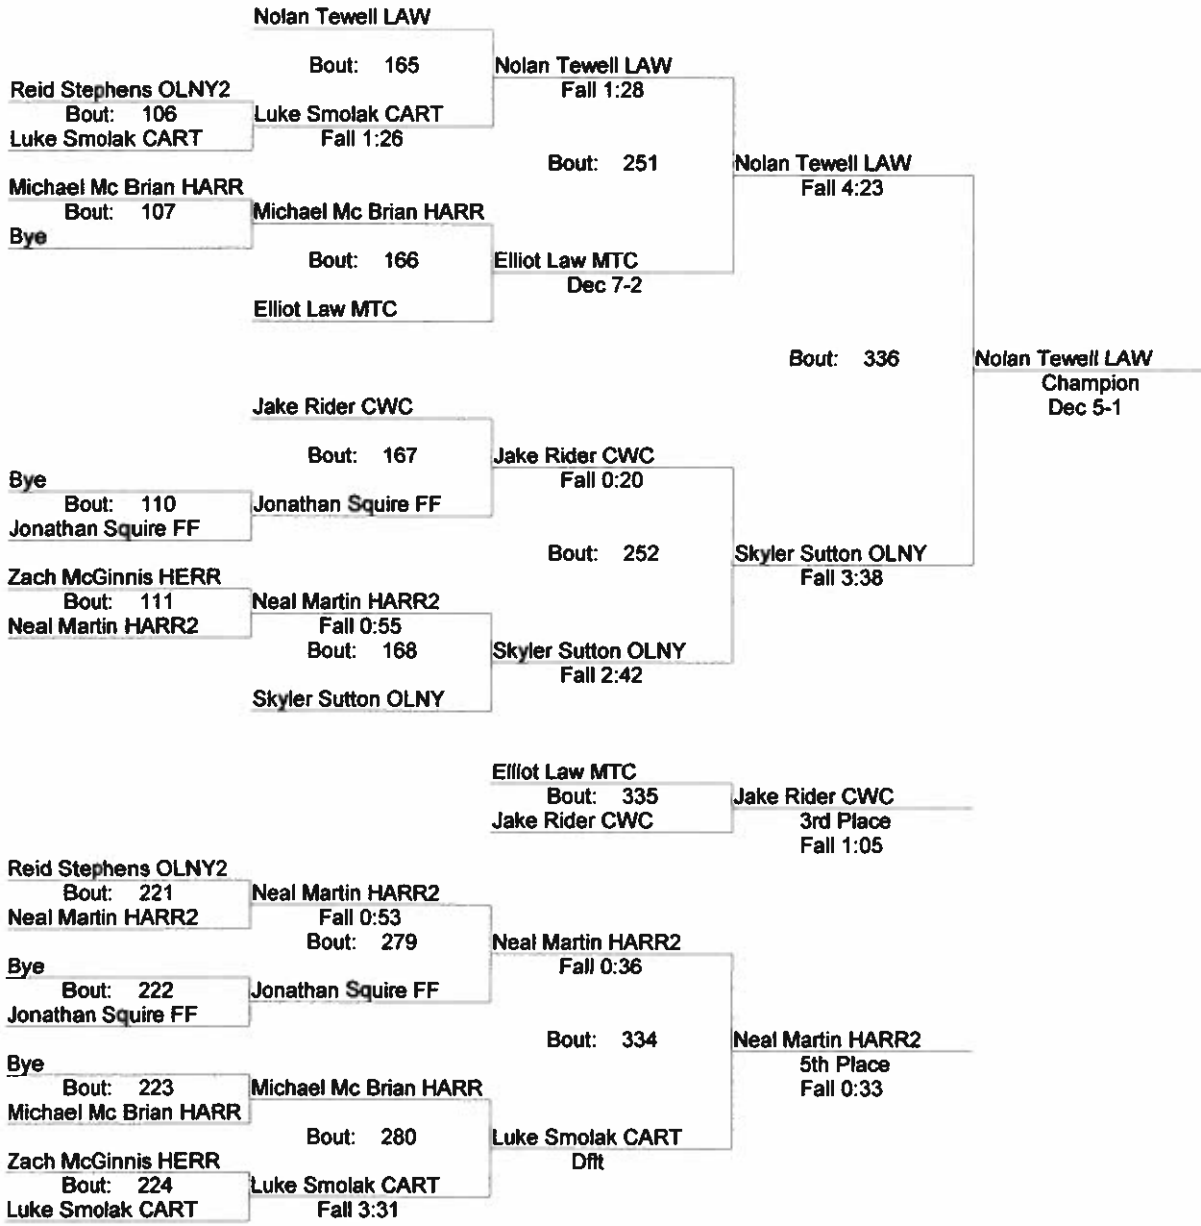 Nolan Tewell LAW
Bout: 165
Nolan Tewell LAW
Fall 1:28
Reid Stephens OLNY2
Bout: 106
Luke Smolak CART
Luke Smolak CART
Fall 1:26
Bout: 251
Nolan Tewell LAW
Fall 4:23
Michael Mc Brian HARR
Bout: 107
Bye
Michael Mc Brian HARR
Bout: 166
Elliot Law MTC
Dec 7-2
Elliot Law MTC
Bout: 336
Nolan Tewell LAW
Champion
Dec 5-1
Jake Rider CWC
Bout: 167
Jake Rider CWC
Fall 0:20
Bye
Bout: 110
Jonathan Squire FF
Jonathan Squire FF
Bout: 252
Skyler Sutton OLNY
Fall 3:38
Zach McGinnis HERR
Bout: 111
Neal Martin HARR2
Neal Martin HARR2
Fall 0:55
Bout: 168
Skyler Sutton OLNY
Fall 2:42
Skyler Sutton OLNY
Elliot Law MTC
Bout: 335
Jake Rider CWC
Jake Rider CWC
3rd Place
Fall 1:05
Reid Stephens OLNY2
Bout: 221
Neal Martin HARR2
Neal Martin HARR2
Fall 0:53
Bout: 279
Neal Martin HARR2
Fall 0:36
Bye
Bout: 222
Jonathan Squire FF
Jonathan Squire FF
Bout: 334
Neal Martin HARR2
5th Place
Fall 0:33
Bye
Bout: 223
Michael Mc Brian HARR
Michael Mc Brian HARR
Bout: 280
Luke Smolak CART
Dflt
Zach McGinnis HERR
Bout: 224
Luke Smolak CART
Luke Smolak CART
Fall 3:31